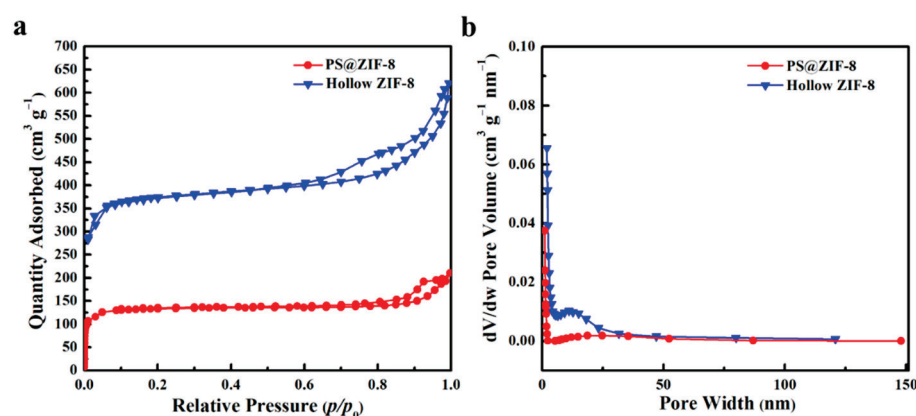 a
700
650
600
550
500
450
400
350
300
250
200
150
100
50
0
Quantity Adsorbed (cm³ g⁻¹)
PS@ZIF-8
Hollow ZIF-8
0.0 0.2 0.4 0.6 0.8 1.0
Relative Pressure (p/p₀)
b
0.10
0.08
0.06
0.04
0.02
0.00
dV/dw Pore Volume (cm³ g⁻¹ nm⁻¹)
PS@ZIF-8
Hollow ZIF-8
0 50 100 150
Pore Width (nm)